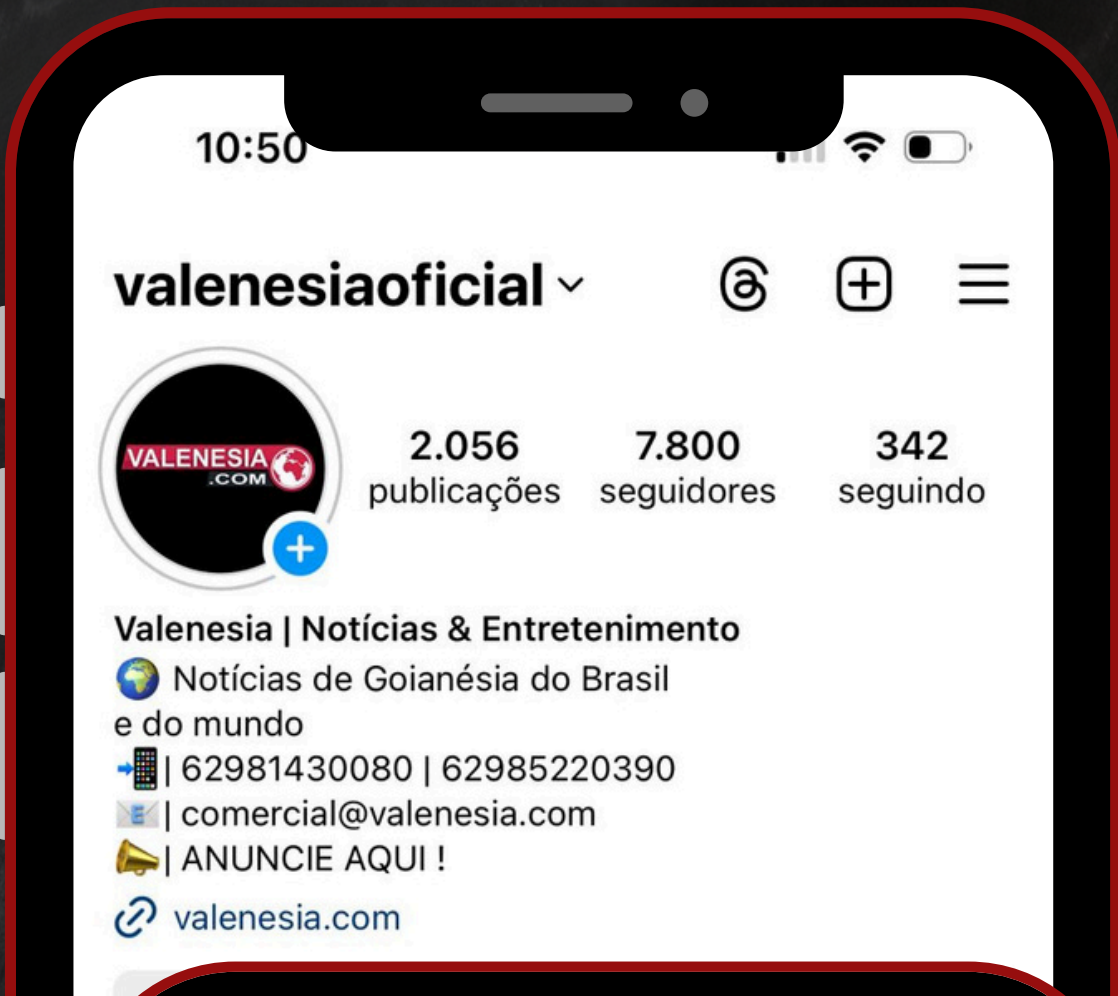 10:50
valenesiaoficial
VALENESIA
.COM
2.056 7.800 342
publicações seguidores seguindo
Valenesia | Notícias & Entretenimento
Notícias de Goianésia do Brasil
e do mundo
| 62981430080 | 62985220390
| comercial@valenesia.com
| ANUNCIE AQUI !
valenesia.com